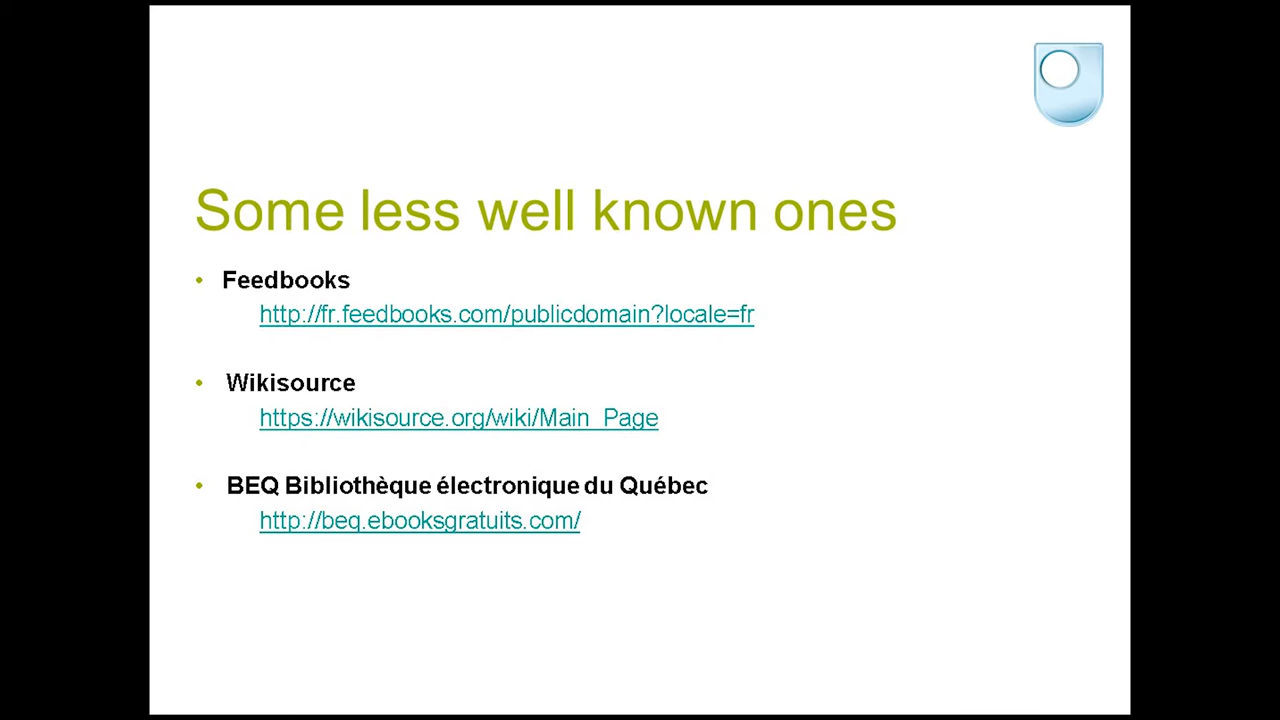 Some less well known ones
• Feedbooks
http://fr.feedbooks.com/publicdomain?locale=fr
• Wikisource
https://wikisource.org/wiki/Main_Page
• BEQ Bibliothèque électronique du Québec
http://beq.ebooksgratuits.com/